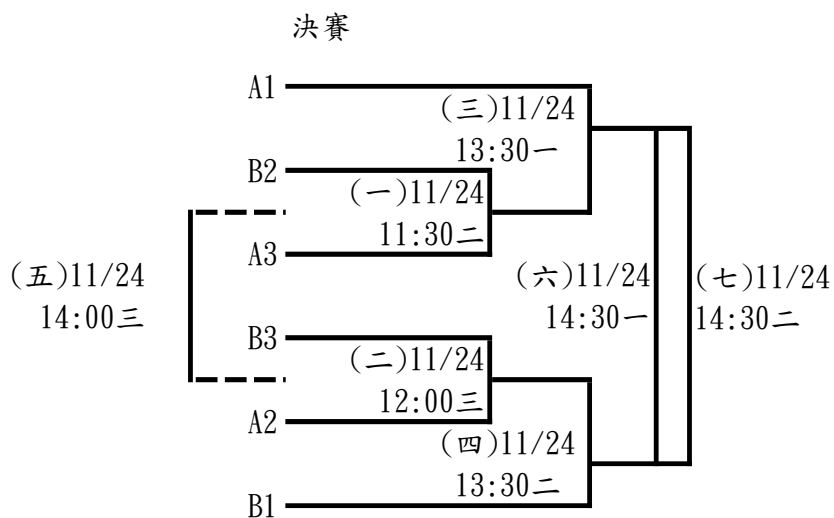 決賽
A1
(三)11/24
13:30一
B2
(一)11/24
11:30二
A3
(五)11/24
14:00三
(六)11/24
14:30一
(七)11/24
14:30二
B3
(二)11/24
12:00三
A2
(四)11/24
13:30二
B1